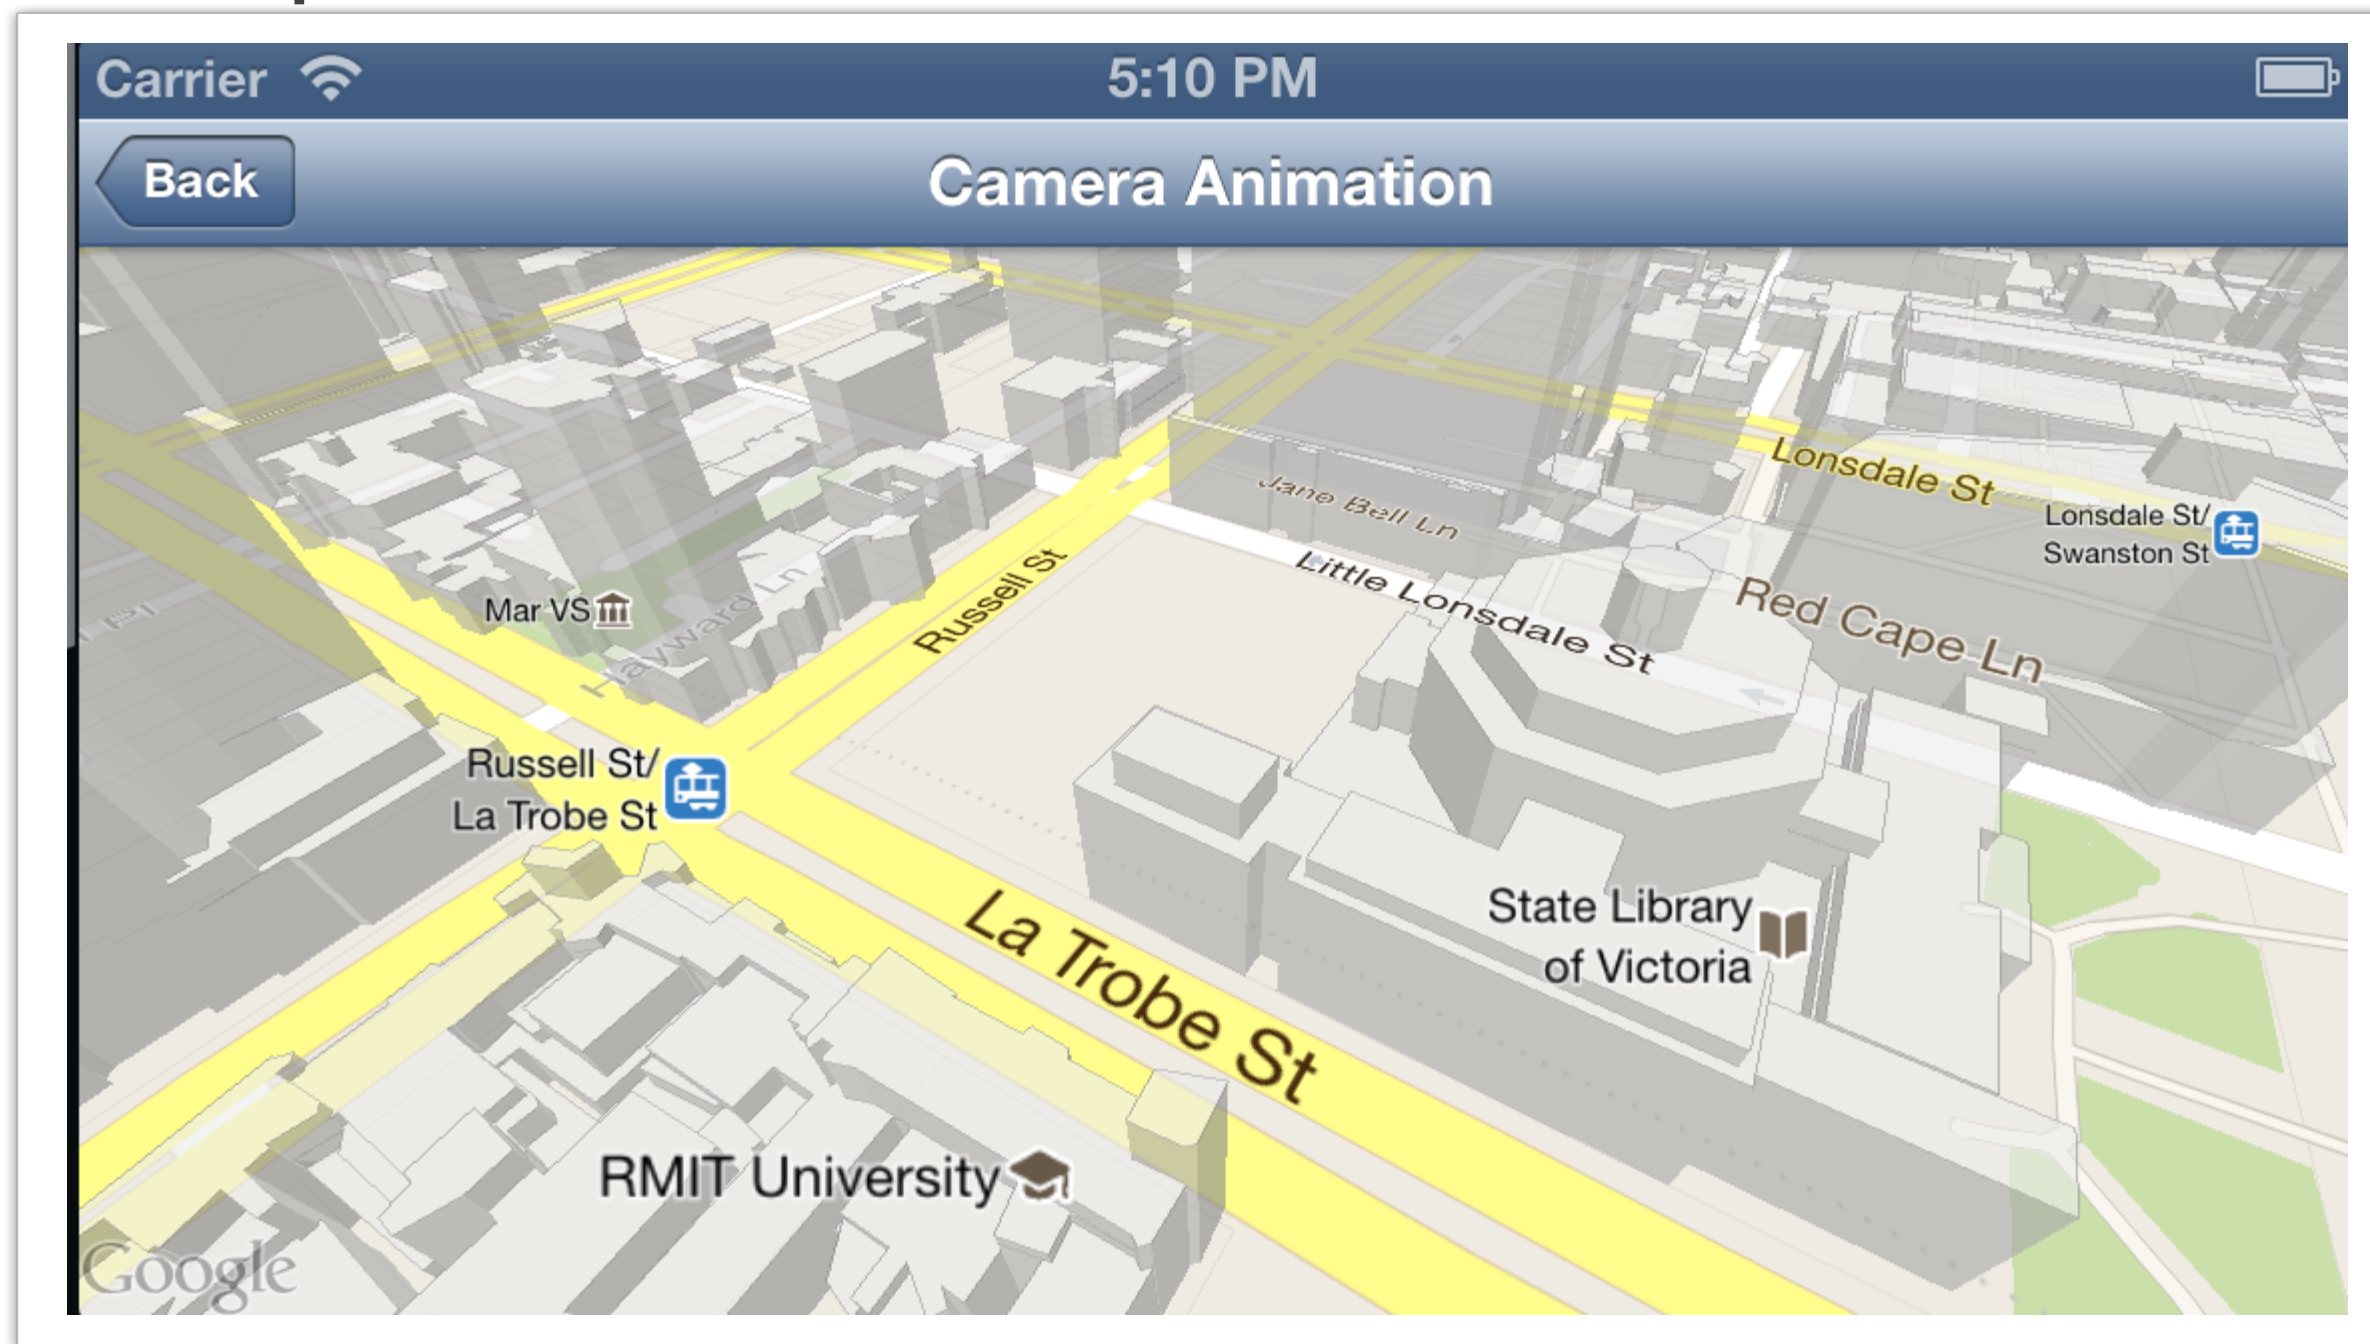 Carrier
5:10 PM
Back
Camera Animation
Lonsdale St
Jane Bell Ln
Lonsdale St/
Swanston St
Little Lonsdale St
Red Cape Ln
Russell St
Mar VS
Hayward Ln
Russell St/
La Trobe St
La Trobe St
State Library
of Victoria
RMIT University
Google